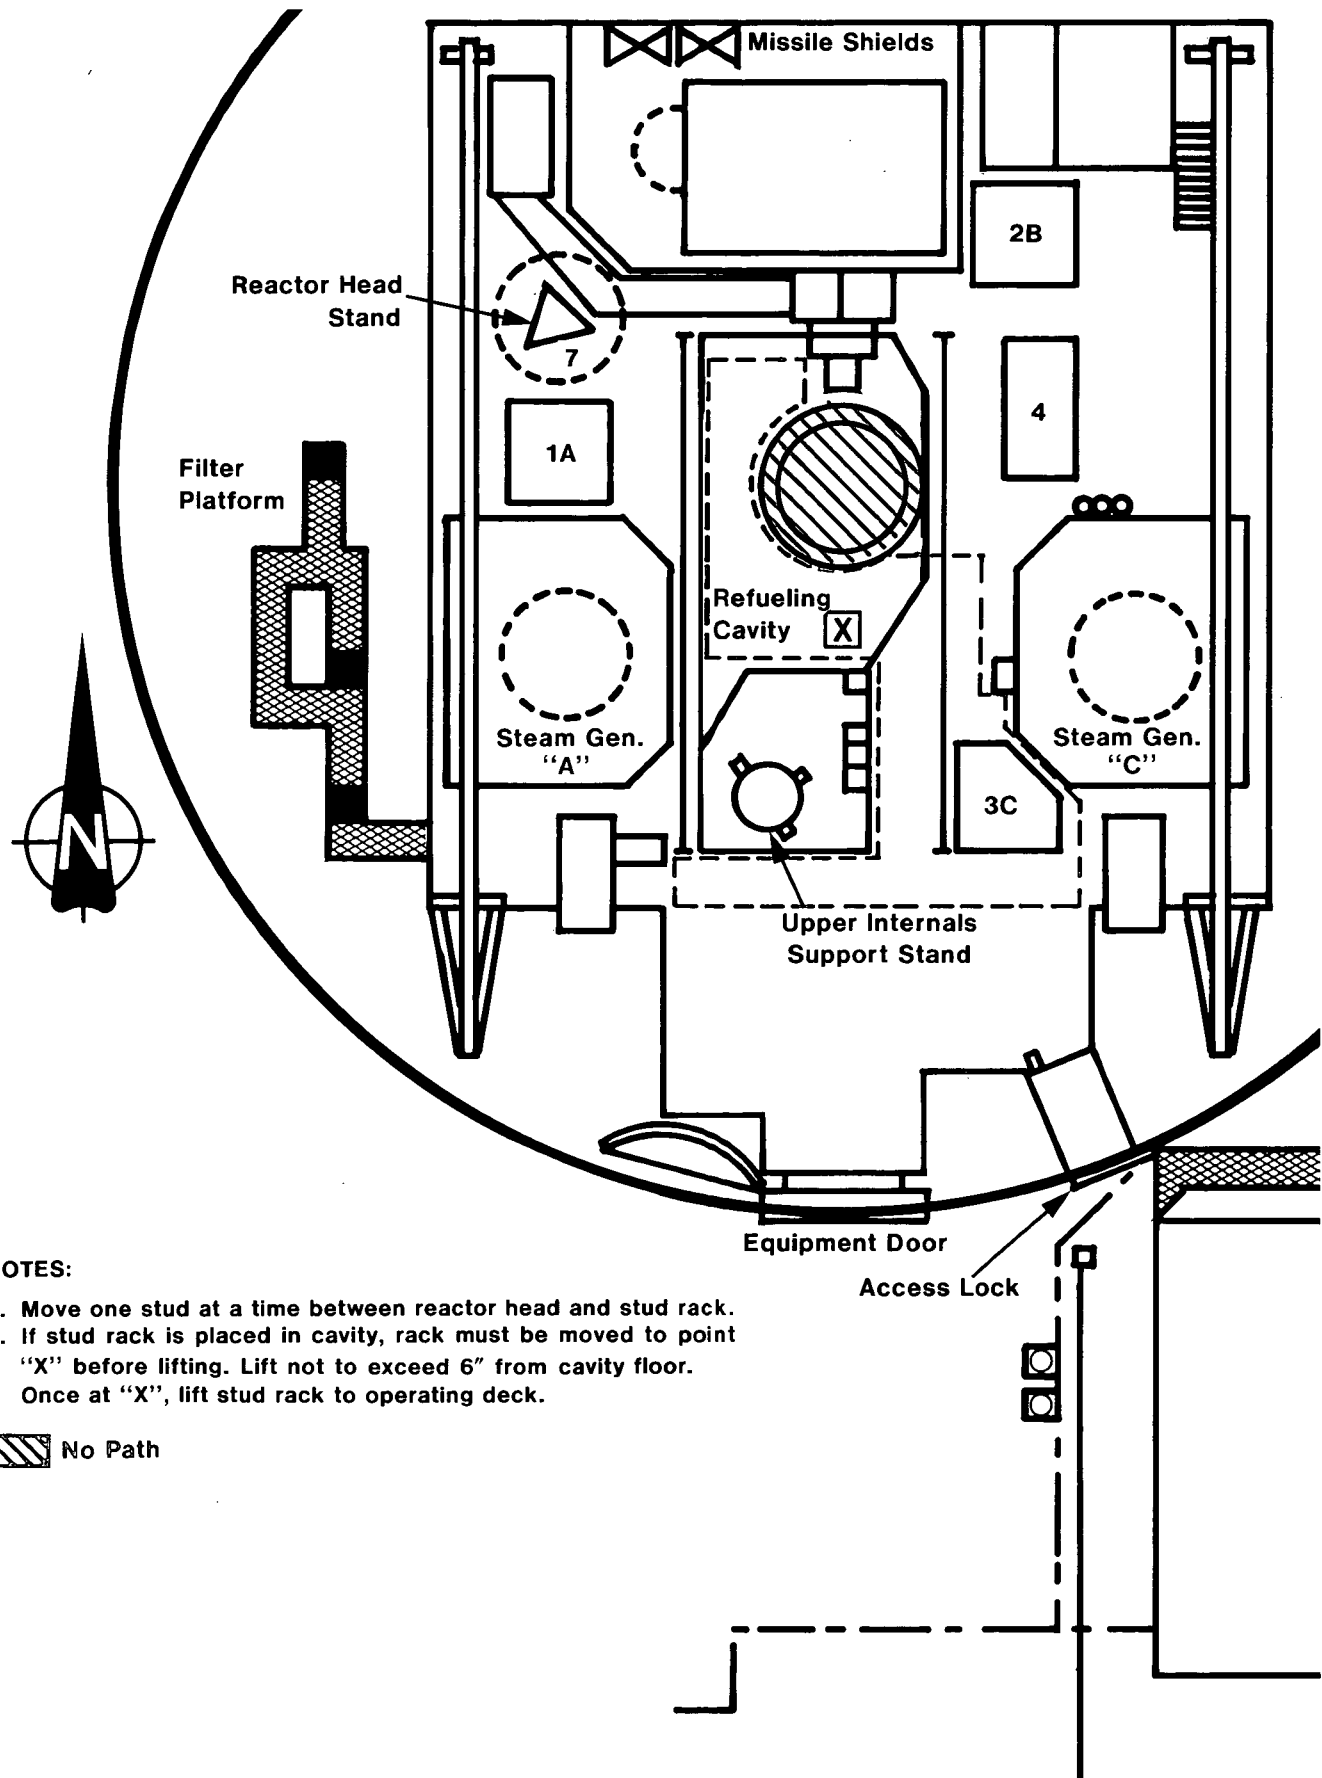 Missile Shields
2B
Reactor Head
Stand
7
4
1A
Filter
Platform
Refueling
Cavity
X
Steam Gen.
“A”
Steam Gen.
“C”
3C
N
Upper Internals
Support Stand
Equipment Door
Access Lock
OTES:
. Move one stud at a time between reactor head and stud rack.
. If stud rack is placed in cavity, rack must be moved to point
“X” before lifting. Lift not to exceed 6″ from cavity floor.
Once at “X”, lift stud rack to operating deck.
No Path